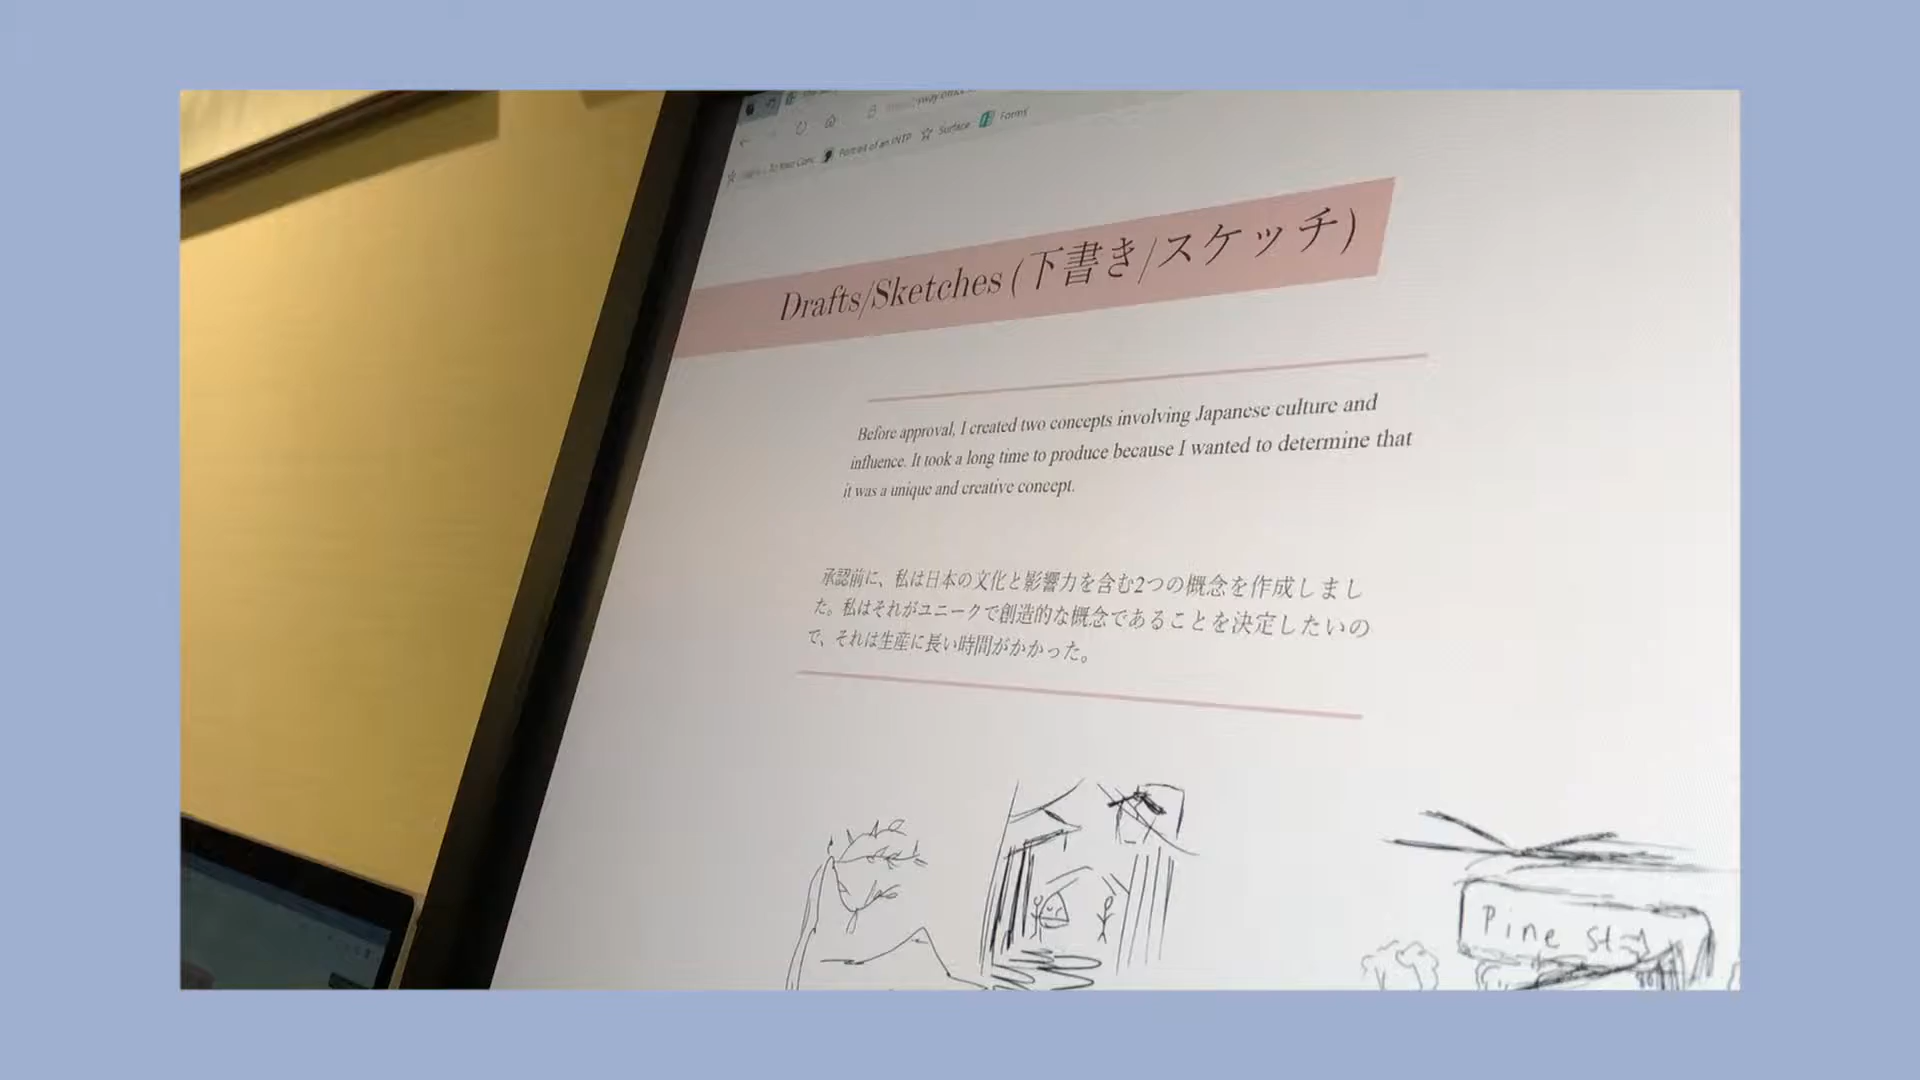 Portrait of an INTP
Surface
Forms
Drafts/Sketches (下書き/スケッチ)
Before approval, I created two concepts involving Japanese culture and
influence. It took a long time to produce because I wanted to determine that
it was a unique and creative concept.
承認前に、私は日本の文化と影響力を含む2つの概念を作成しまし
た。私はそれがユニークで創造的な概念であることを決定したいの
で、それは生産に長い時間がかかった。
Pine St